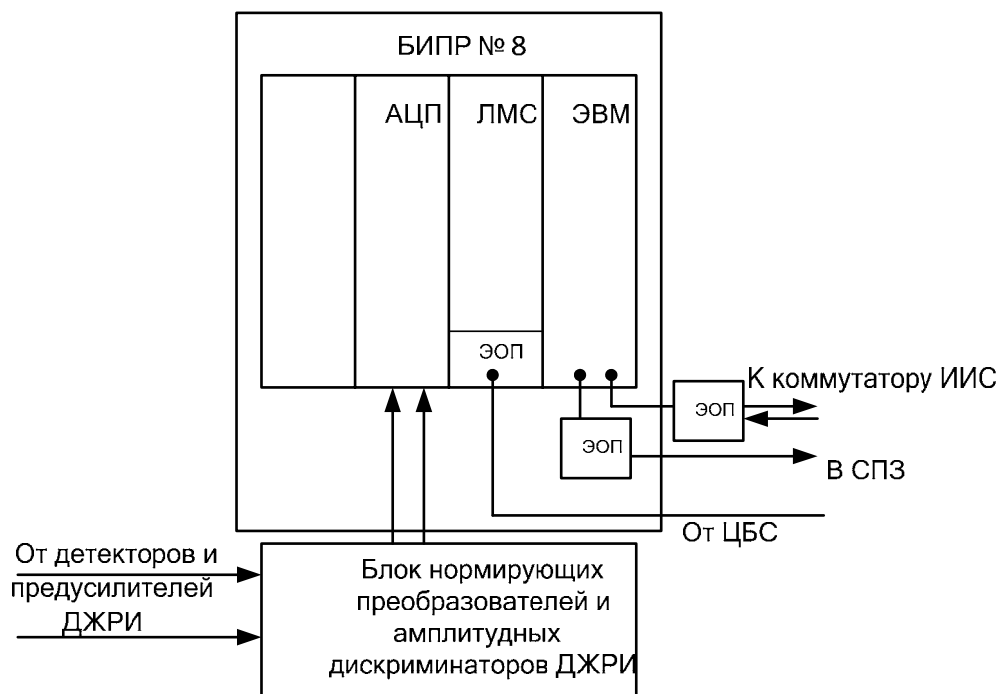 БИПР № 8
АЦП
ЛМС
ЭВМ
ЭОП
К коммутатору ИИС
ЭОП
ЭОП
В СПЗ
От ЦБС
От детекторов и
предусилителей
ДЖРИ
Блок нормирующих
преобразователей и
амплитудных
дискриминаторов ДЖРИ